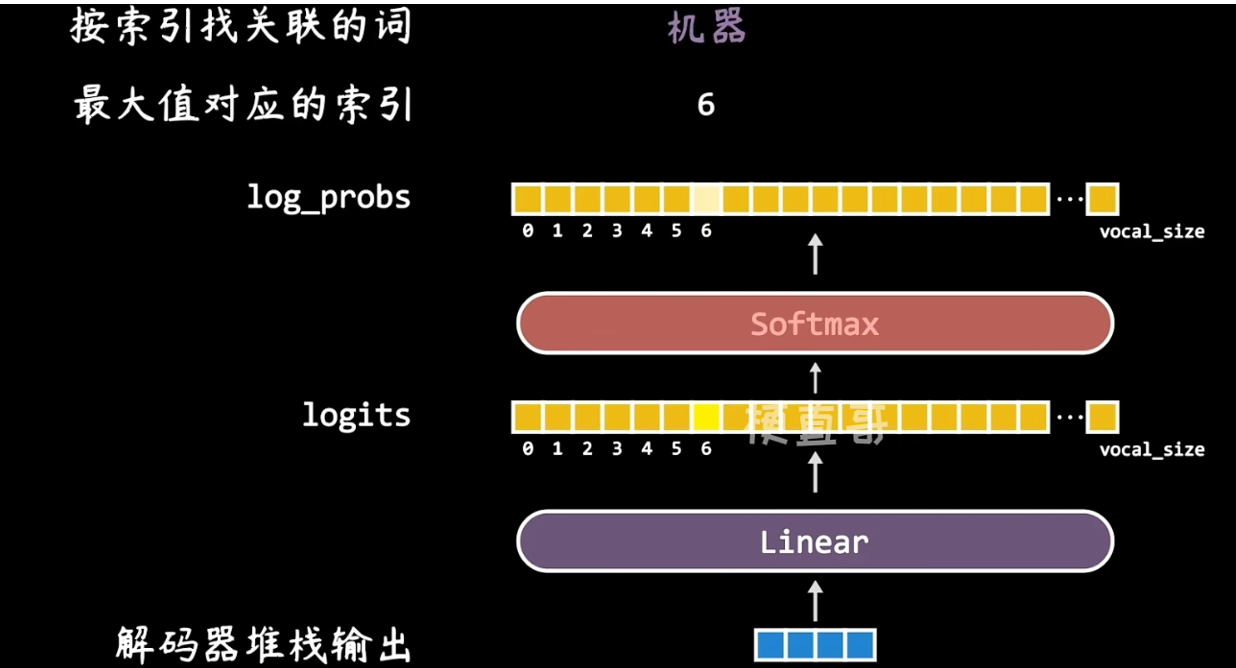 按索引找关联的词 机器
最大值对应的索引 6
log_probs ...
0 1 2 3 4 5 6 vocal_size
Softmax
logits ...
横直哥
0 1 2 3 4 5 6 vocal_size
Linear
解码器堆栈输出